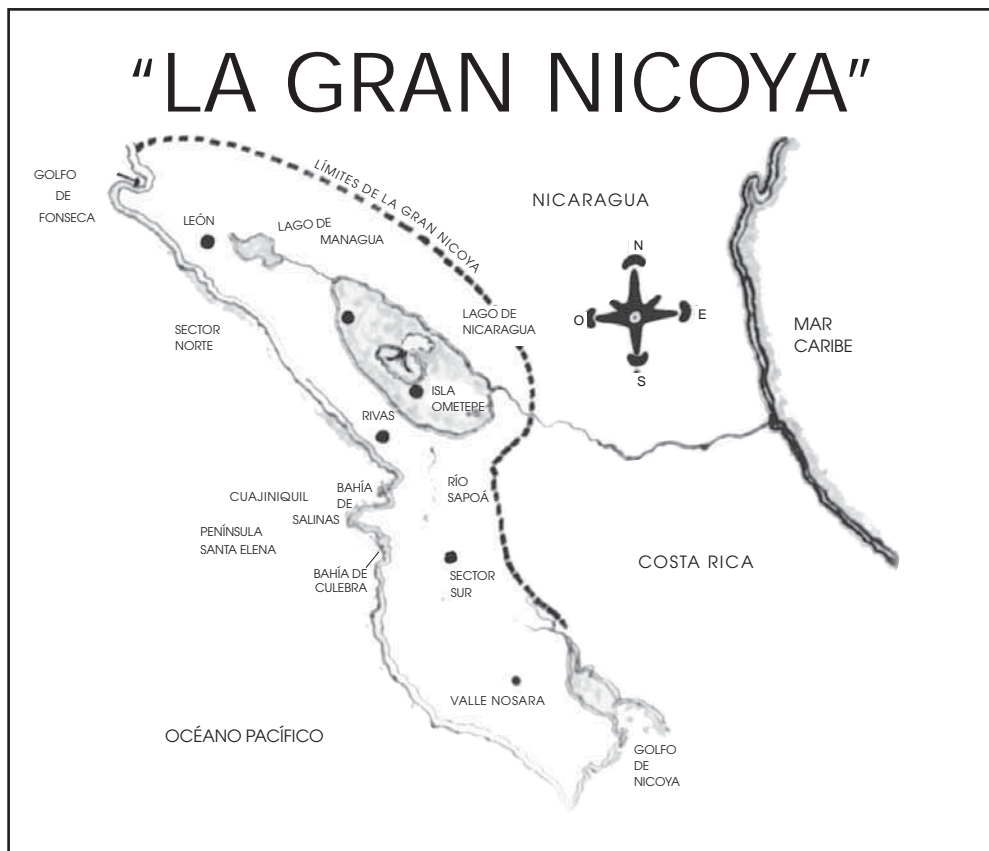 “LA GRAN NICOYA”
GOLFO
DE
FONSECA
LÍMITES DE LA GRAN NICOYA
NICARAGUA
LEÓN
LAGO DE
MANAGUA
N
O
E
S
LAGO DE
NICARAGUA
MAR
CARIBE
SECTOR
NORTE
ISLA
OMETEPE
RIVAS
CUAJINIQUIL
BAHÍA
DE
SALINAS
RÍO
SAPOÁ
PENÍNSULA
SANTA ELENA
BAHÍA DE
CULEBRA
SECTOR
SUR
COSTA RICA
VALLE NOSARA
OCÉANO PACÍFICO
GOLFO
DE
NICOYA